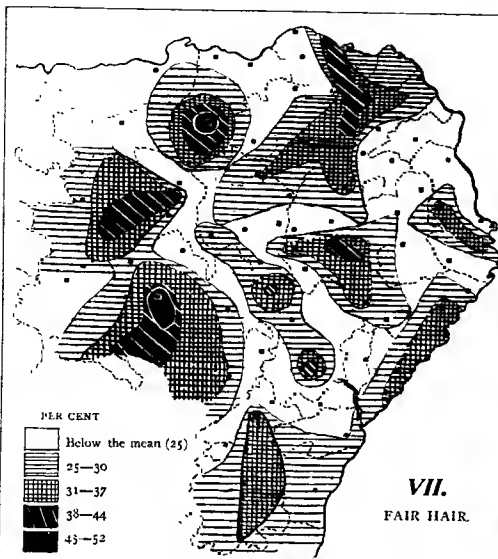 PER CENT
Below the mean (25)
25—30
31—37
38—44
45—52
VII.
FAIR HAIR.